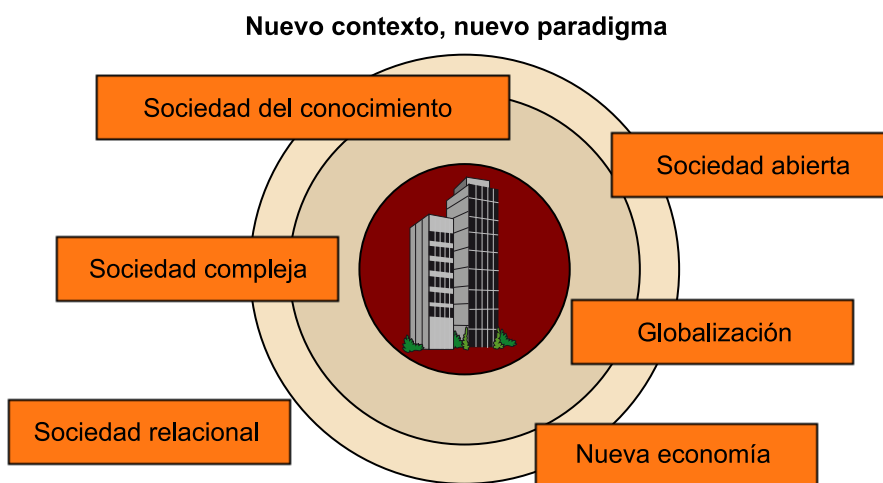 Nuevo contexto, nuevo paradigma
Sociedad del conocimiento
Sociedad abierta
Sociedad compleja
Globalización
Sociedad relacional
Nueva economía